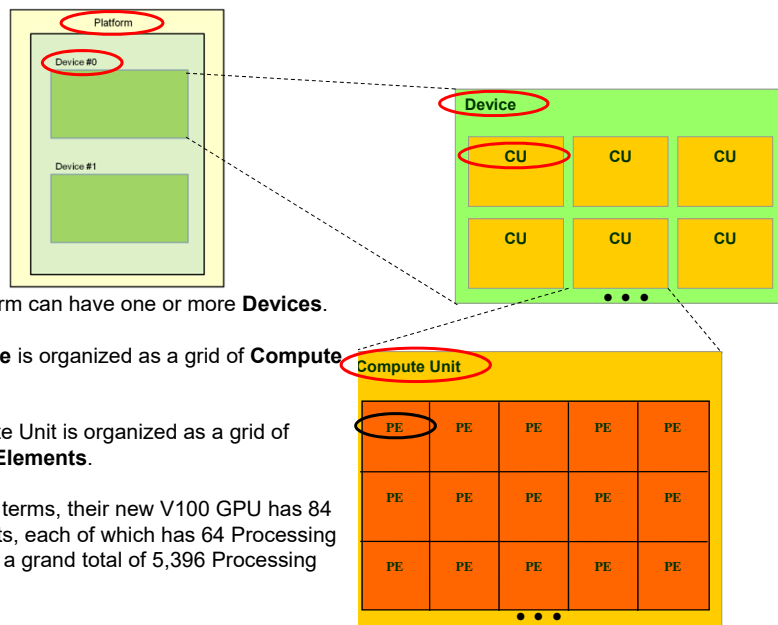 Platform
Device #0
Device #1
Device
CU CU CU
CU CU CU
• • •
rm can have one or more Devices.
e is organized as a grid of Compute
te Unit is organized as a grid of
Elements.
terms, their new V100 GPU has 84
ts, each of which has 64 Processing
a grand total of 5,396 Processing
Compute Unit
PE PE PE PE PE
PE PE PE PE PE
PE PE PE PE PE
• • •